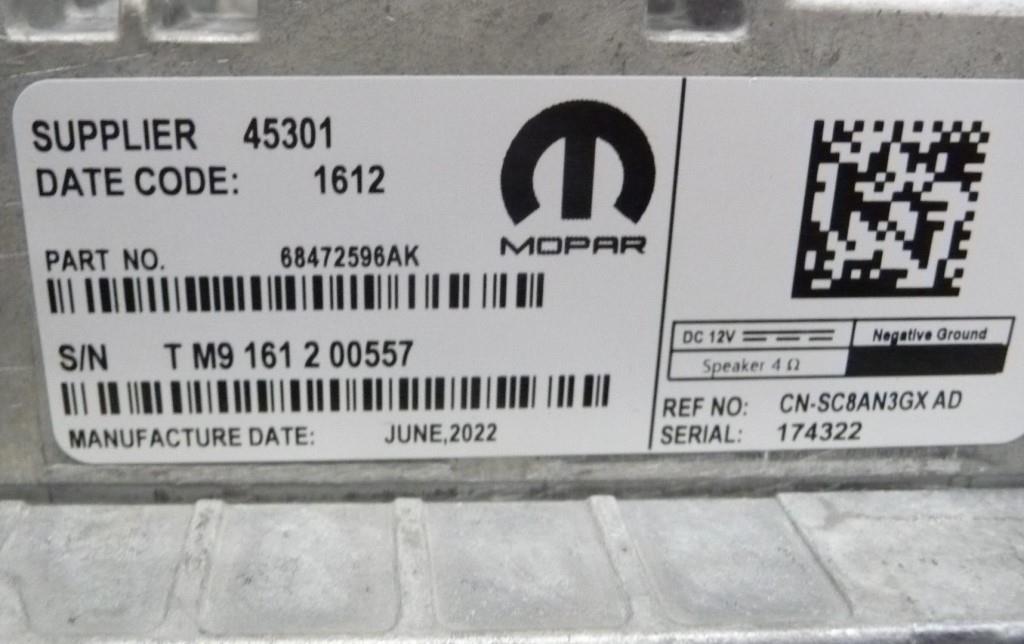 SUPPLIER 45301
DATE CODE: 1612
MOPAR
PART NO. 68472596AK
S/N T M9 161 2 00557
MANUFACTURE DATE: JUNE,2022
DC 12V Negative Ground
Speaker 4 Ω
REF NO: CN-SC8AN3GX AD
SERIAL: 174322